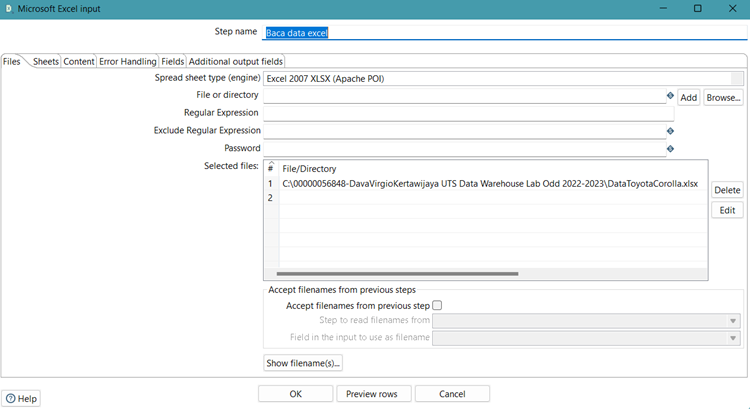 Microsoft Excel input
Step name Baca data excel
Files Sheets Content Error Handling Fields Additional output fields
Spread sheet type (engine) Excel 2007 XLSX (Apache POI)
File or directory Add Browse...
Regular Expression
Exclude Regular Expression
Password
Selected files: # File/Directory
1 C:\00000056848-DavaVirgioKertawijaya UTS Data Warehouse Lab Odd 2022-2023\DataToyotaCorolla.xlsx
Delete
2
Edit
Accept filenames from previous steps
Accept filenames from previous step
Step to read filenames from
Field in the input to use as filename
Show filename(s)...
Help OK Preview rows Cancel